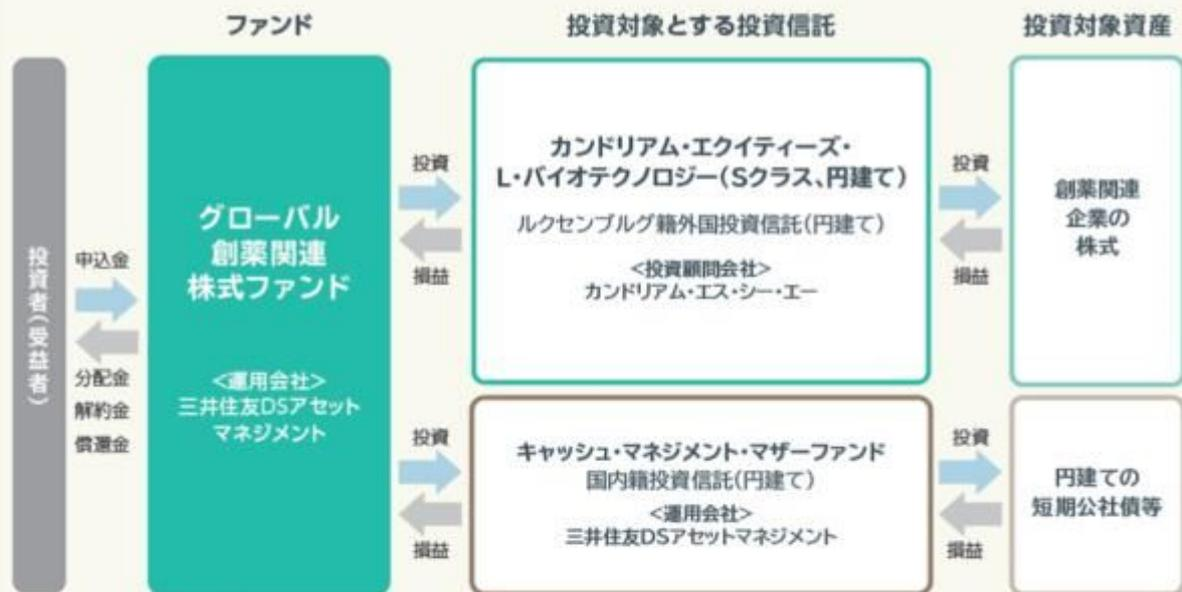 ファンド
投資対象とする投資信託
投資対象資産
投資者(受益者)
申込金
分配金
解約金
償還金
グローバル
創薬関連
株式ファンド
<運用会社>
三井住友DSアセット
マネジメント
投資
損益
カンドリアム・エクイティーズ・
L・バイオテクノロジー(Sクラス、円建て)
ルクセンブルグ籍外国投資信託(円建て)
<投資顧問会社>
カンドリアム・エス・シー・エー
投資
損益
創薬関連
企業の
株式
投資
損益
キャッシュ・マネジメント・マザーファンド
国内籍投資信託(円建て)
<運用会社>
三井住友DSアセットマネジメント
投資
損益
円建ての
短期公社債等